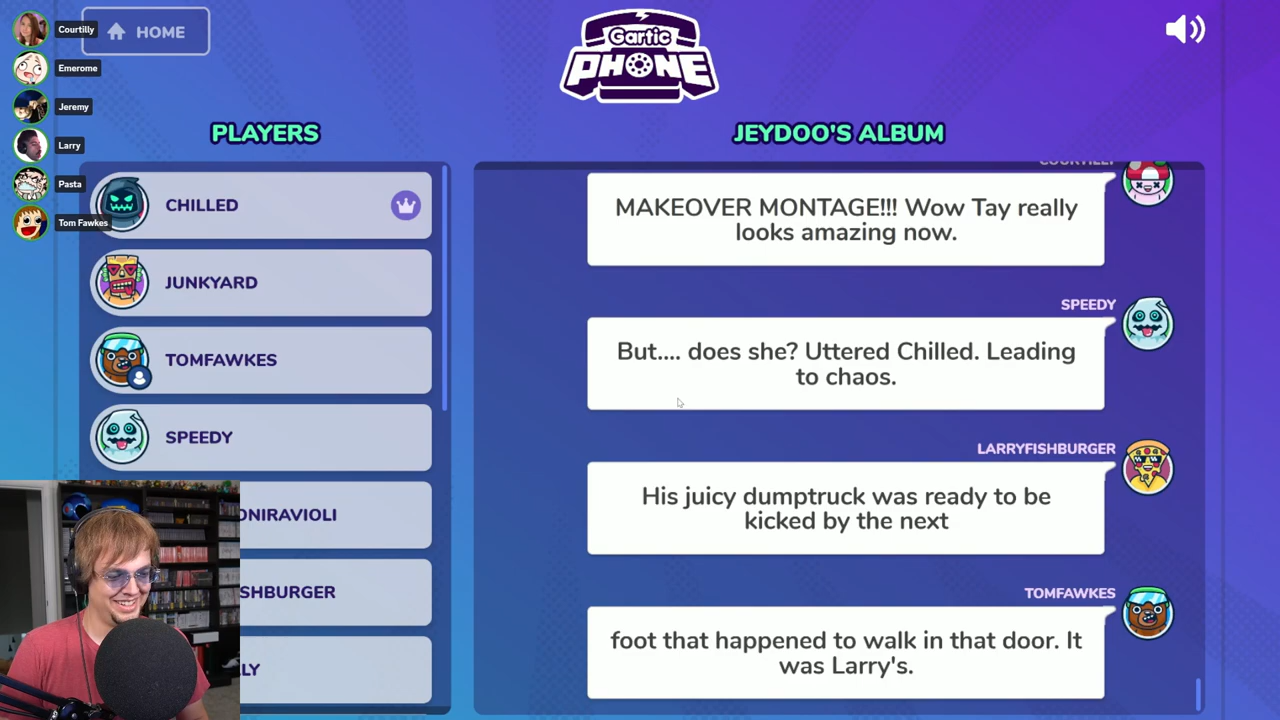 Courtilly
HOME
Emerome
Jeremy
Larry
Pasta
Tom Fawkes
Gartic
PHONE
PLAYERS
CHILLED
JUNKYARD
TOMFAWKES
SPEEDY
ONIRAVIOLI
SHBURGER
LY
JEYDOO'S ALBUM
COURTILLY
MAKEOVER MONTAGE!!! Wow Tay really
looks amazing now.
SPEEDY
But.... does she? Uttered Chilled. Leading
to chaos.
LARRYFISHBURGER
His juicy dumptruck was ready to be
kicked by the next
TOMFAWKES
foot that happened to walk in that door. It
was Larry's.